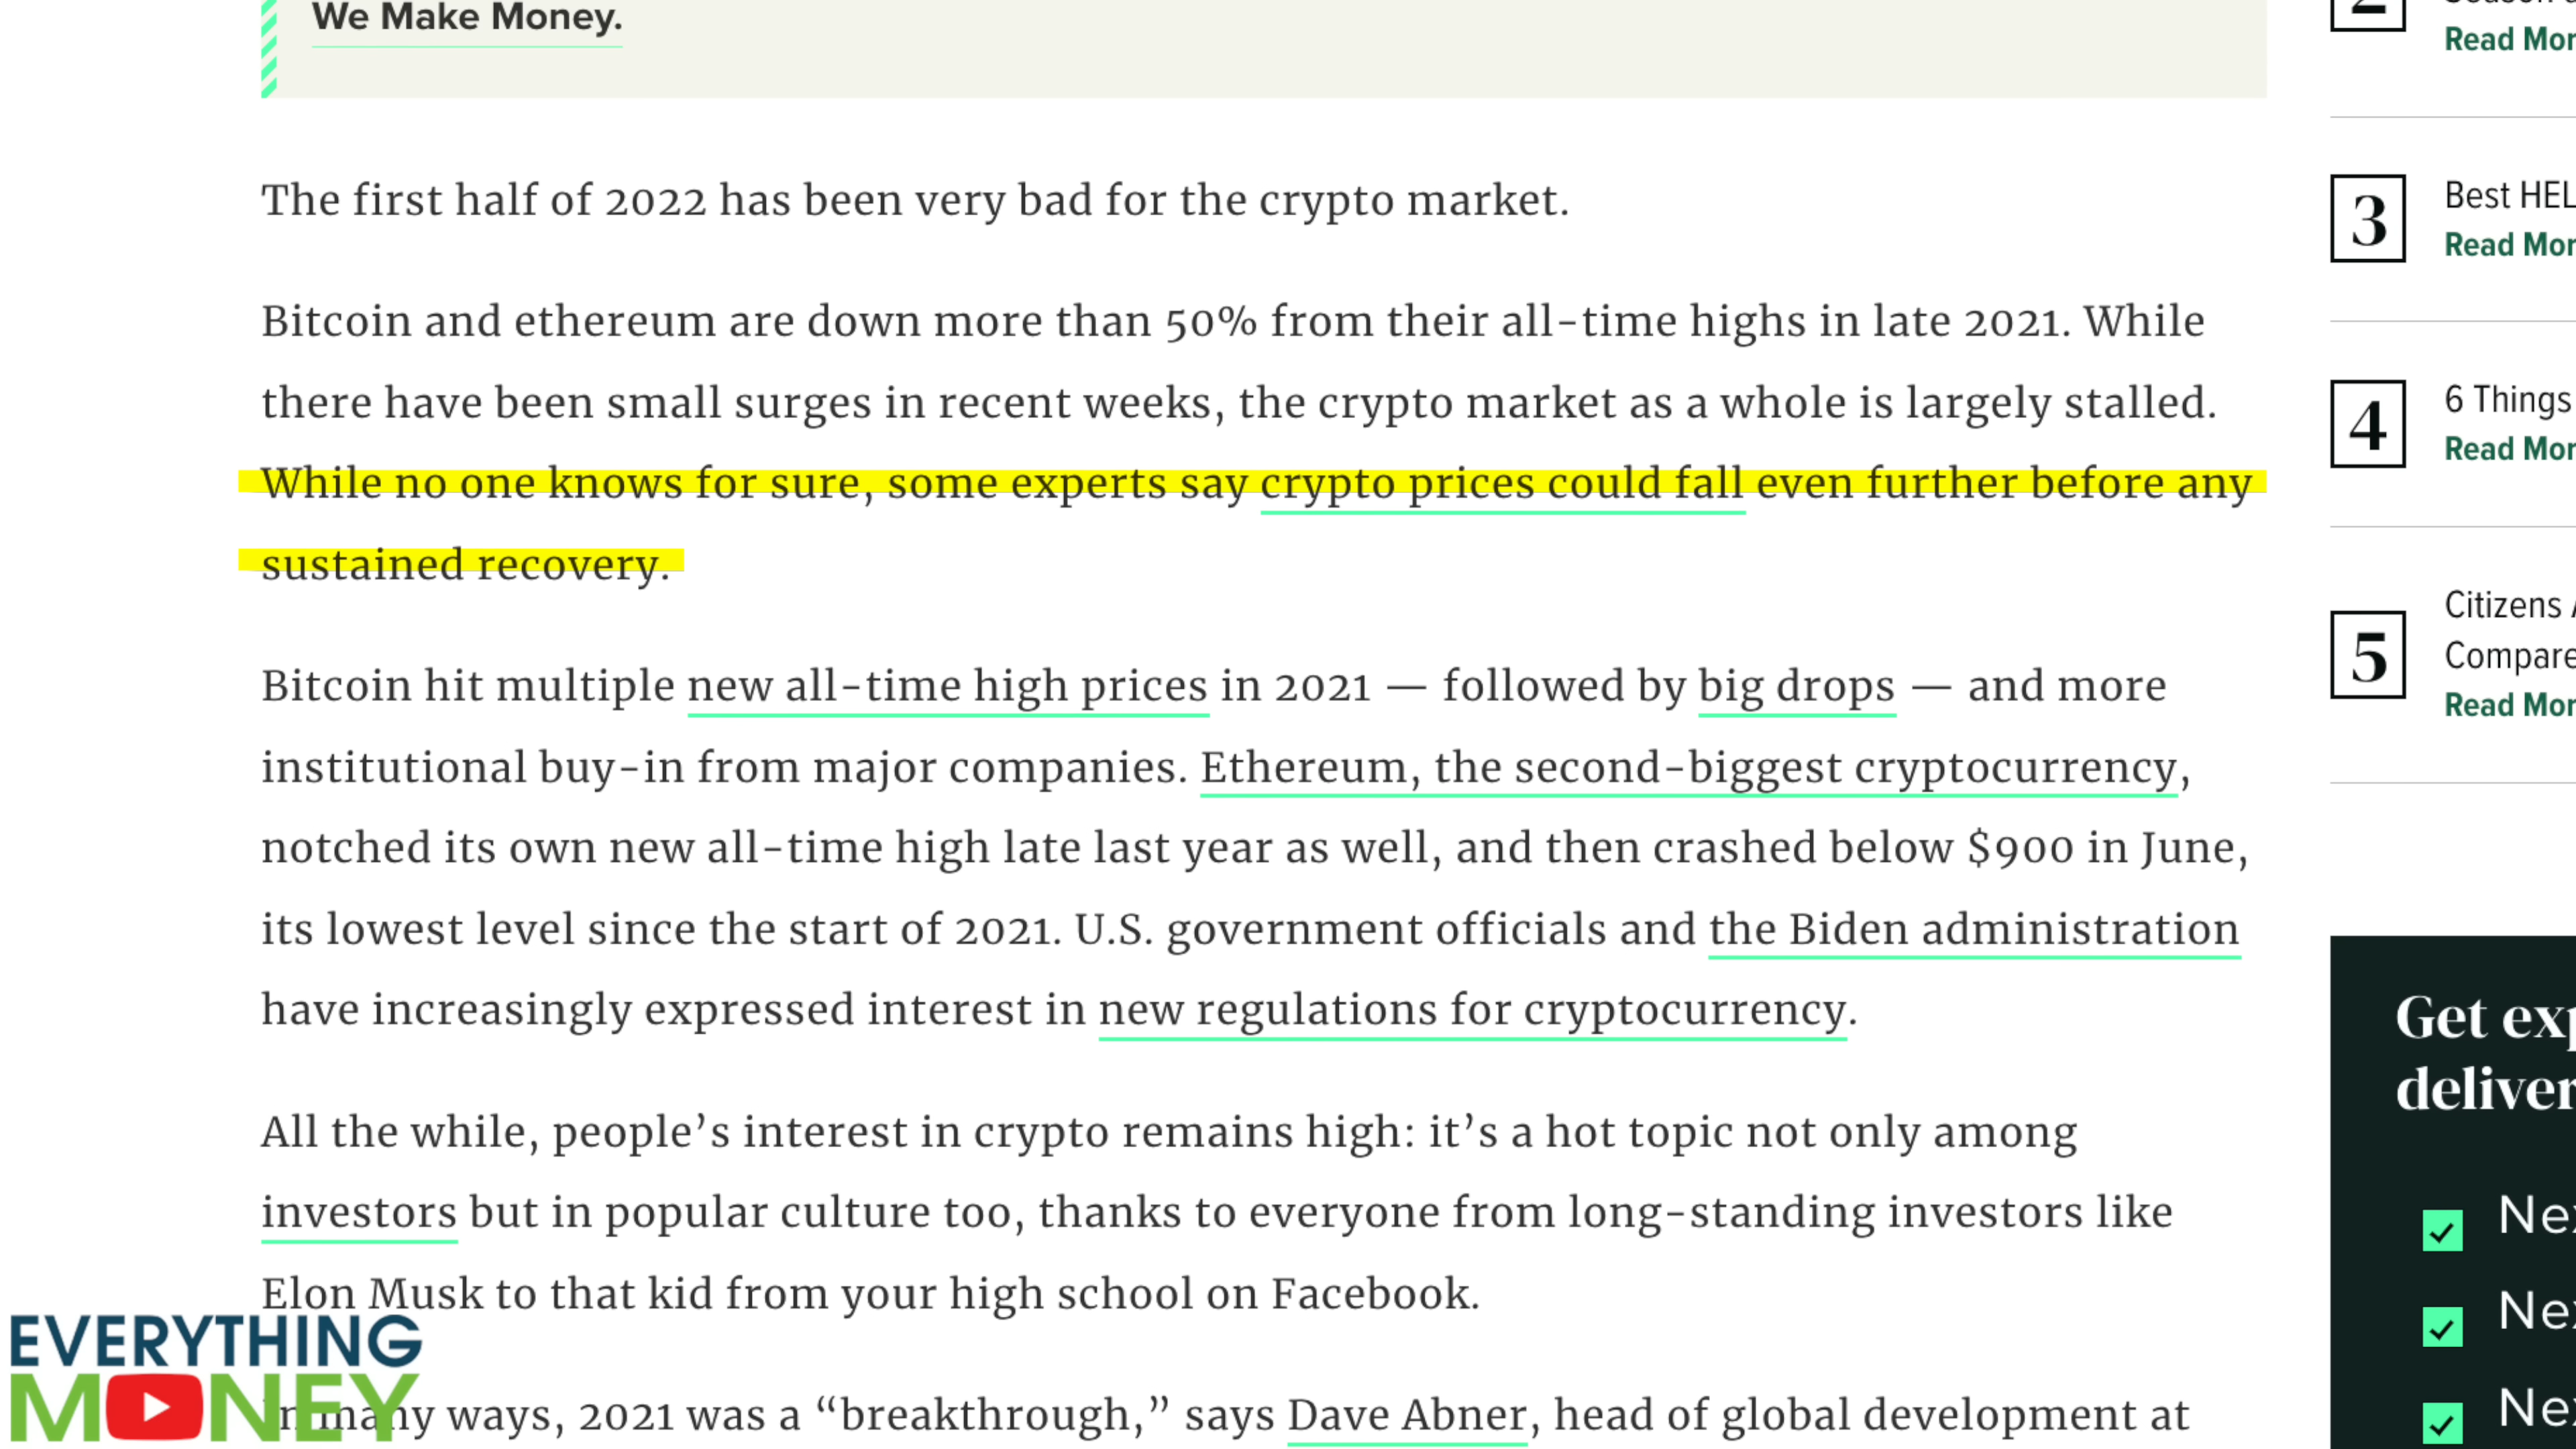 We Make Money.
The first half of 2022 has been very bad for the crypto market.
Bitcoin and ethereum are down more than 50% from their all-time highs in late 2021. While
there have been small surges in recent weeks, the crypto market as a whole is largely stalled.
While no one knows for sure, some experts say crypto prices could fall even further before any
sustained recovery.
Bitcoin hit multiple new all-time high prices in 2021 — followed by big drops — and more
institutional buy-in from major companies. Ethereum, the second-biggest cryptocurrency,
notched its own new all-time high late last year as well, and then crashed below $900 in June,
its lowest level since the start of 2021. U.S. government officials and the Biden administration
have increasingly expressed interest in new regulations for cryptocurrency.
All the while, people’s interest in crypto remains high: it’s a hot topic not only among
investors but in popular culture too, thanks to everyone from long-standing investors like
Elon Musk to that kid from your high school on Facebook.
In many ways, 2021 was a “breakthrough,” says Dave Abner, head of global development at
EVERYTHING
MONEY
2
Read
3
Best
Read
4
6 Things
Read
5
Citizens
Compare
Read
Get